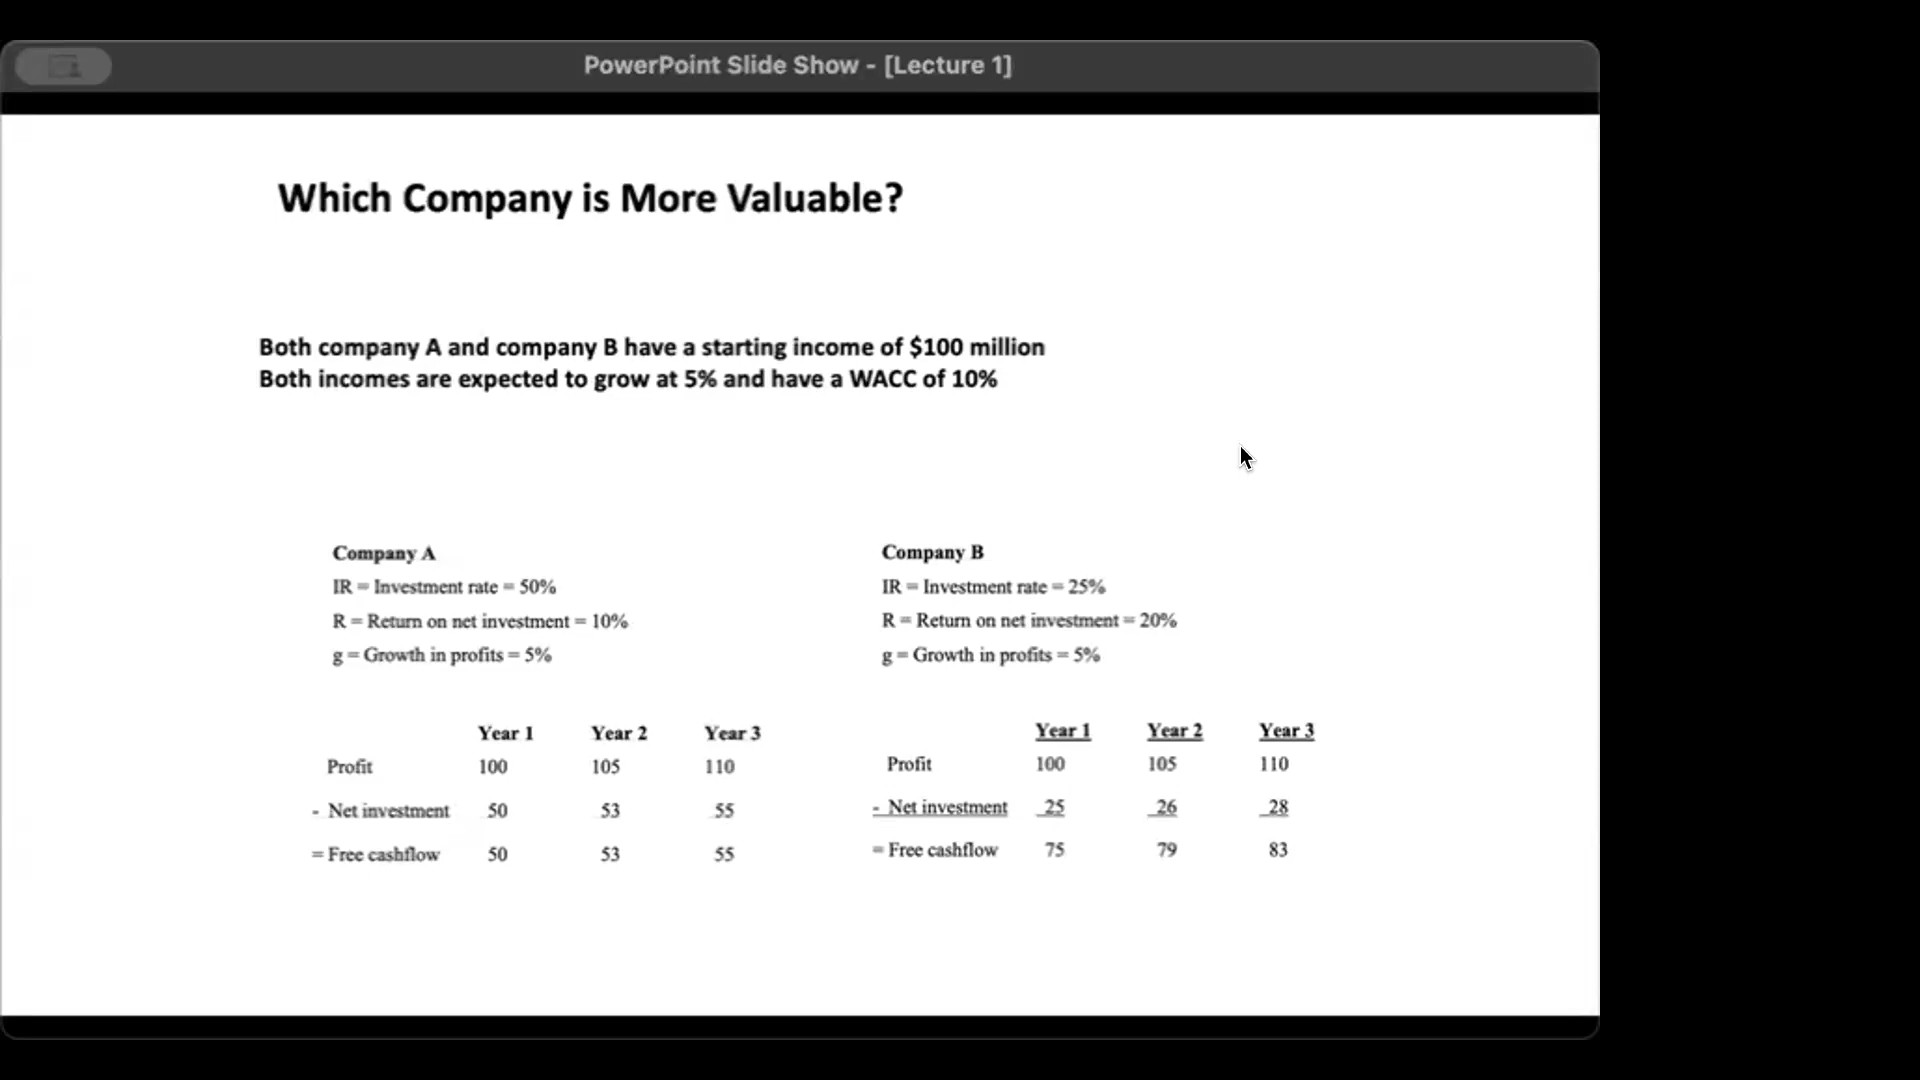 PowerPoint Slide Show - [Lecture 1]
Which Company is More Valuable?
Both company A and company B have a starting income of $100 million
Both incomes are expected to grow at 5% and have a WACC of 10%
Company A
IR = Investment rate = 50%
R = Return on net investment = 10%
g = Growth in profits = 5%
Year 1 Year 2 Year 3
Profit 100 105 110
- Net investment 50 53 55
= Free cashflow 50 53 55
Company B
IR = Investment rate = 25%
R = Return on net investment = 20%
g = Growth in profits = 5%
Year 1 Year 2 Year 3
Profit 100 105 110
- Net investment 25 26 28
= Free cashflow 75 79 83